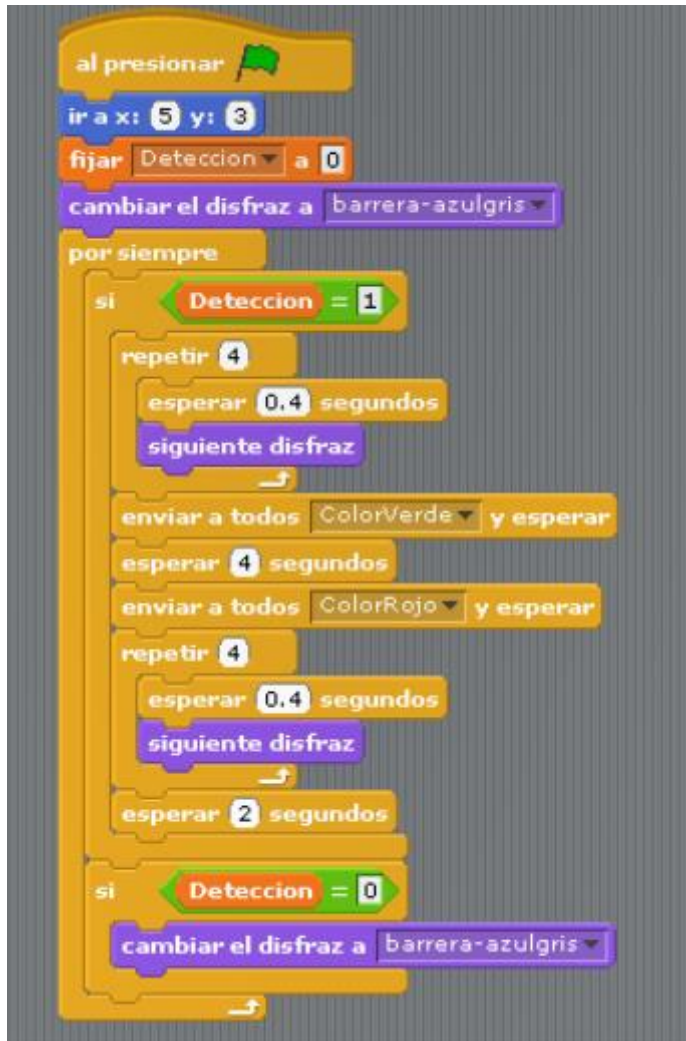 al presionar
ir a x: 5 y: 3
fijar Deteccion a 0
cambiar el disfraz a barrera-azulgris
por siempre
si Deteccion = 1
repetir 4
esperar 0.4 segundos
siguiente disfraz
enviar a todos ColorVerde y esperar
esperar 4 segundos
enviar a todos ColorRojo y esperar
repetir 4
esperar 0.4 segundos
siguiente disfraz
esperar 2 segundos
si Deteccion = 0
cambiar el disfraz a barrera-azulgris